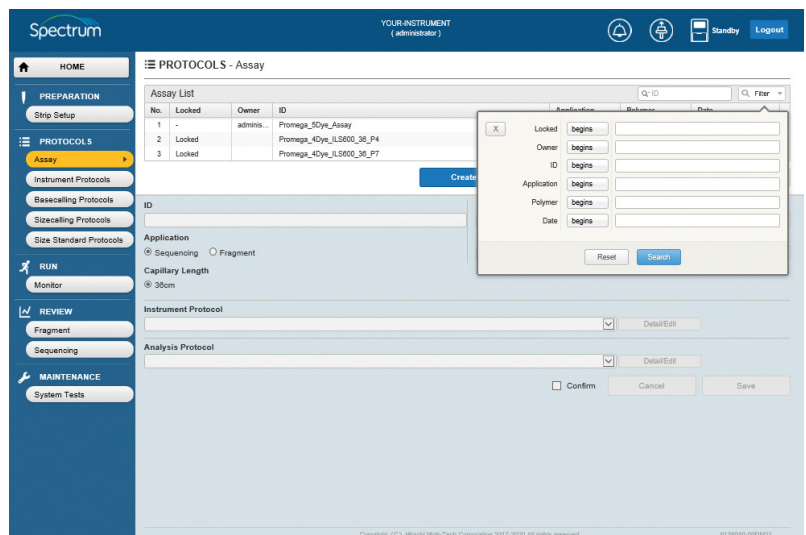 Spectrum
YOUR-INSTRUMENT
( administrator )
Standby
Logout
HOME
PREPARATION
Strip Setup
PROTOCOLS
Assay
Instrument Protocols
Basecalling Protocols
Sizecalling Protocols
Size Standard Protocols
RUN
Monitor
REVIEW
Fragment
Sequencing
MAINTENANCE
System Tests
PROTOCOLS - Assay
Assay List
ID
Filter
No. Locked Owner ID Application Polymer Date
1 - adminis... Promega_5Dye_Assay
2 Locked Promega_4Dye_ILS600_36_P4
3 Locked Promega_4Dye_ILS600_36_P7
Create
X
Locked begins
Owner begins
ID begins
Application begins
Polymer begins
Date begins
Reset Search
ID
Application
Sequencing Fragment
Capillary Length
36cm
Instrument Protocol
Detail/Edit
Analysis Protocol
Detail/Edit
Confirm Cancel Save